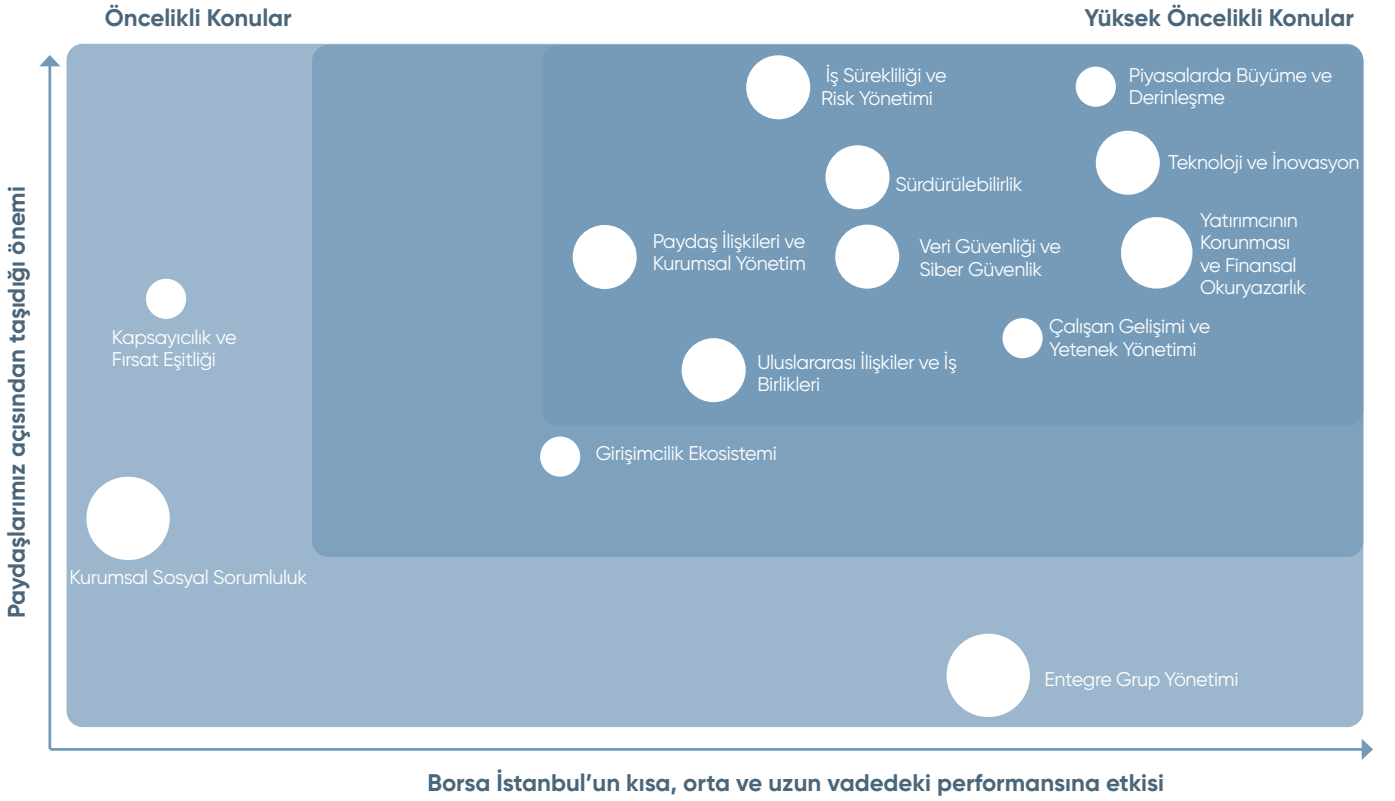 Öncelikli Konular
Yüksek Öncelikli Konular
İş Sürekliliği ve
Risk Yönetimi
Piyasalarda Büyüme ve
Derinleşme
Teknoloji ve İnovasyon
Sürdürülebilirlik
Paydaş İlişkileri ve
Kurumsal Yönetim
Veri Güvenliği ve
Siber Güvenlik
Yatırımcının
Korunması
ve Finansal
Okuryazarlık
Kapsayıcılık ve
Fırsat Eşitliği
Çalışan Gelişimi ve
Yetenek Yönetimi
Uluslararası İlişkiler ve İş
Birlikleri
Girişimcilik Ekosistemi
Kurumsal Sosyal Sorumluluk
Entegre Grup Yönetimi
Paydaşlarımız açısından taşıdığı önemi
Borsa İstanbul’un kısa, orta ve uzun vadedeki performansına etkisi